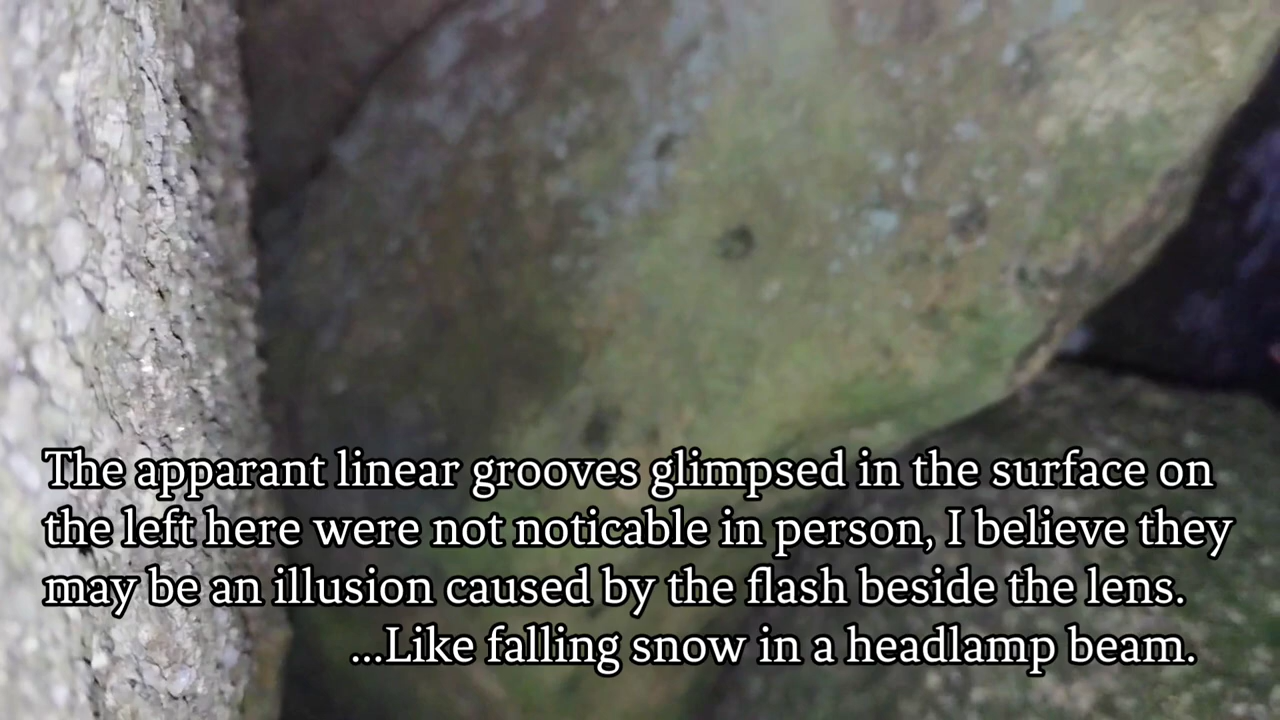 The apparant linear grooves glimpsed in the surface on
the left here were not noticable in person, I believe they
may be an illusion caused by the flash beside the lens.
...Like falling snow in a headlamp beam.